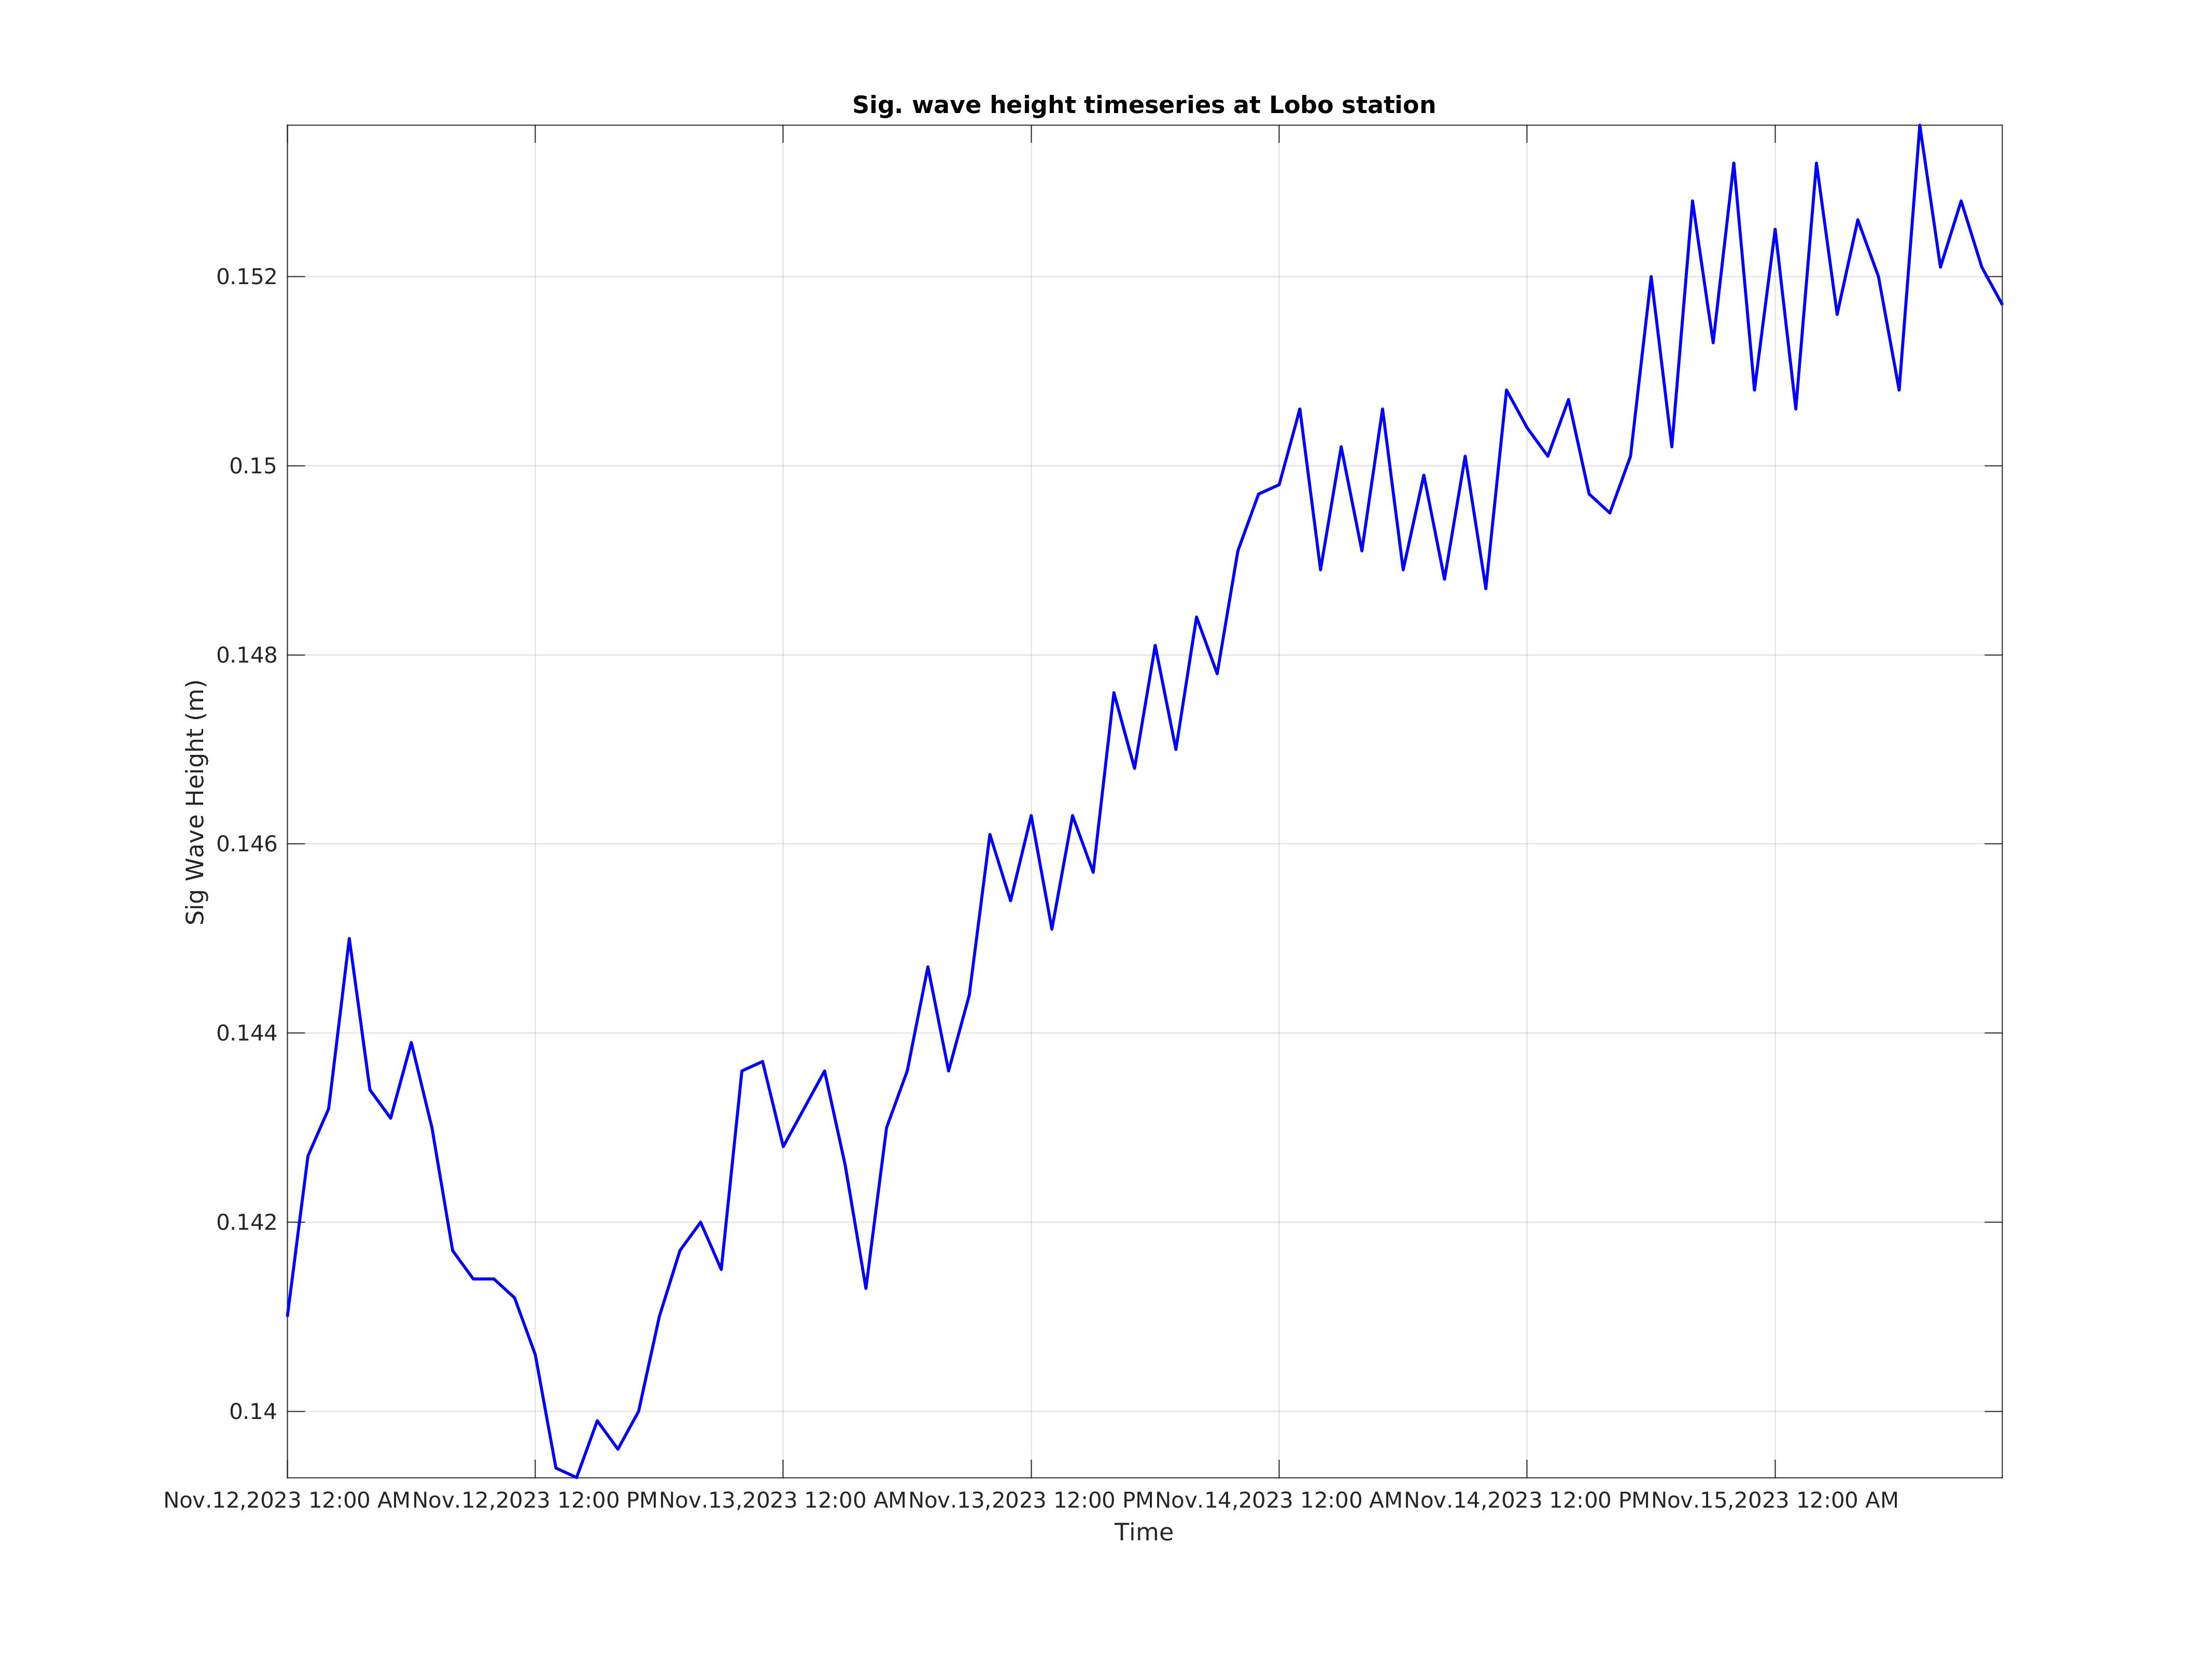 Sig. wave height timeseries at Lobo station
0.152
0.15
0.148
0.146
0.144
0.142
0.14
Sig Wave Height (m)
Nov.12,2023 12:00 AM Nov.12,2023 12:00 PM Nov.13,2023 12:00 AM Nov.13,2023 12:00 PM Nov.14,2023 12:00 AM Nov.14,2023 12:00 PM Nov.15,2023 12:00 AM
Time